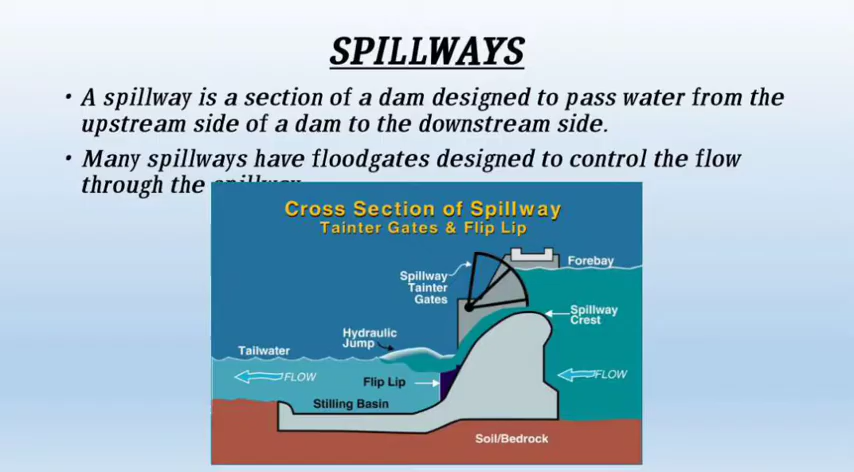 SPILLWAYS
• A spillway is a section of a dam designed to pass water from the
upstream side of a dam to the downstream side.
• Many spillways have floodgates designed to control the flow
through the spillway.
Cross Section of Spillway
Tainter Gates & Flip Lip
Forebay
Spillway
Tainter
Gates
Spillway
Crest
Hydraulic
Jump
Tailwater
FLOW
Flip Lip
FLOW
Stilling Basin
Soil/Bedrock